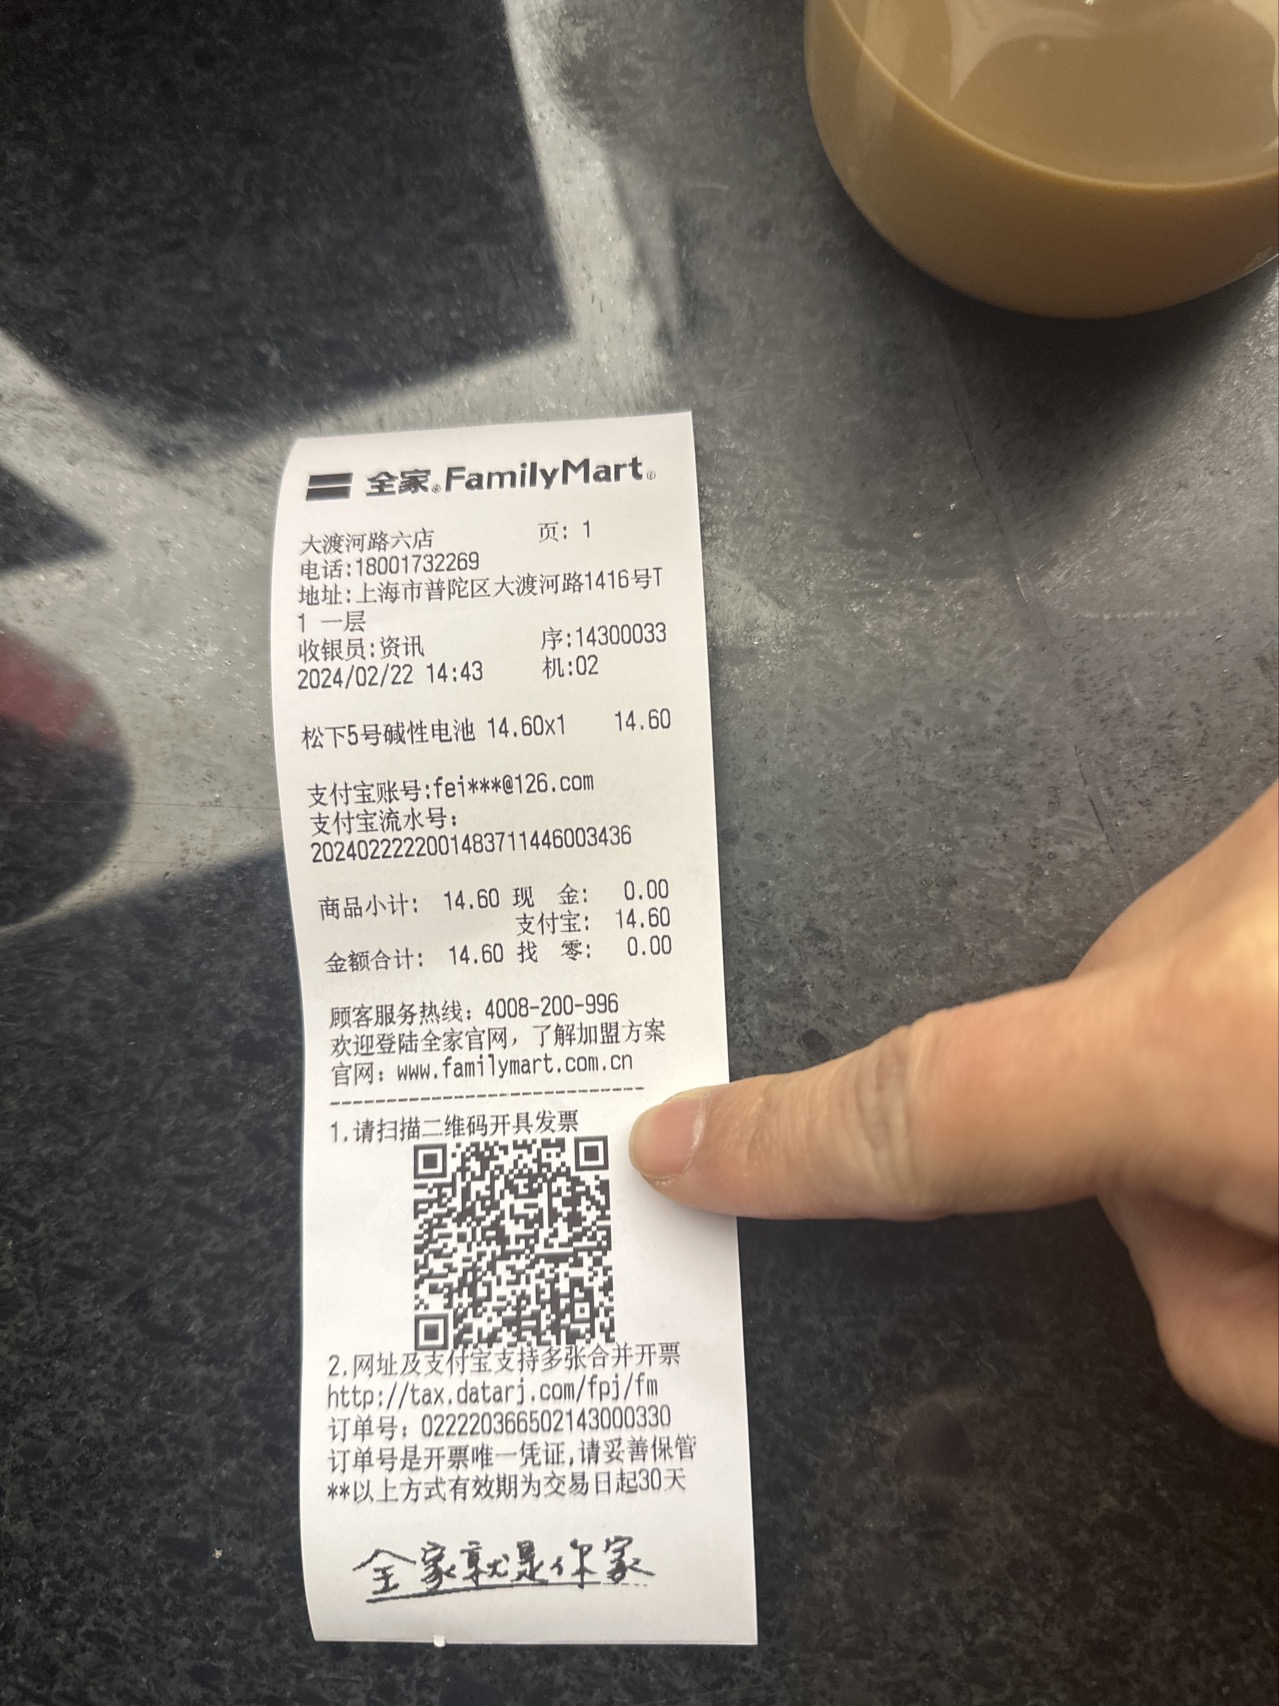 全家 FamilyMart
大渡河路六店 页: 1
电话:18001732269
地址:上海市普陀区大渡河路1416号T
1 一层
收银员:资讯 序:14300033
2024/02/22 14:43 机:02
松下5号碱性电池 14.60x1 14.60
支付宝账号:fei***@126.com
支付宝流水号:
2024022222001483711446003436
商品小计: 14.60 现 金: 0.00
支付宝: 14.60
金额合计: 14.60 找 零: 0.00
顾客服务热线: 4008-200-996
欢迎登陆全家官网, 了解加盟方案
官网: www.familymart.com.cn
----------------------------
1.请扫描二维码开具发票
2.网址及支付宝支持多张合并开票
http://tax.datarj.com/fpj/fm
订单号: 022220366502143000330
订单号是开票唯一凭证,请妥善保管
**以上方式有效期为交易日起30天
全家就是你家